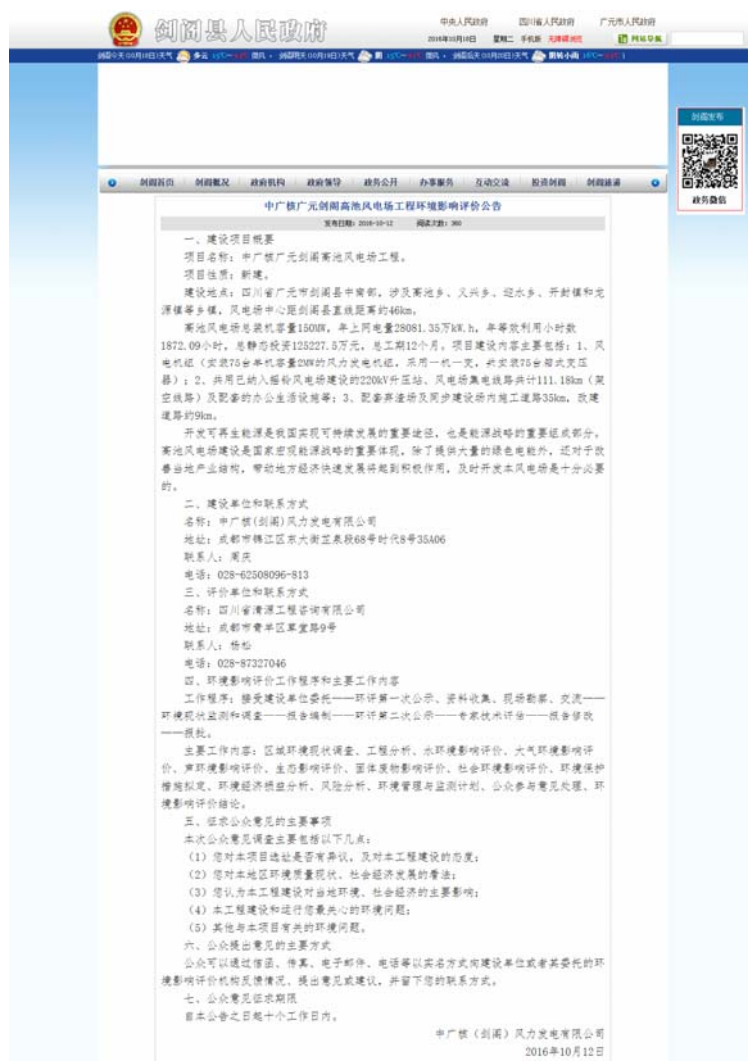 剑阁县人民政府
中央人民政府 四川省人民政府 广元市人民政府
2016年10月18日 星期二 手机版 无障碍浏览 网站导航
剑阁发布
政务微信
剑阁首页 剑阁概况 政府机构 政府领导 政务公开 办事服务 互动交流 投资剑阁 剑阁旅游
中广核广元剑阁高池风电场工程环境影响评价公告
发布日期：2016-10-12 阅读次数：360
一、建设项目概要
项目名称：中广核广元剑阁高池风电场工程。
项目性质：新建。
建设地点：四川省广元市剑阁县中南部，涉及高池乡、义兴乡、迎水乡、开封镇和龙
源镇等乡镇，风电场中心距剑阁县直线距离约46km。
高池风电场总装机容量150MW，年上网电量28081.35万kW.h，年等效利用小时数
1872.09小时，总静态投资125227.5万元，总工期12个月。项目建设内容主要包括：1、风
电机组（安装75台单机容量2MW的风力发电机组，采用一机一变，共安装75台箱式变压
器）；2、共用已纳入摇铃风电场建设的220kV升压站、风电场集电线路共计111.18km（架
空线路）及配套的办公生活设施等；3、配套弃渣场及同步建设场内施工道路35km，改建
道路约9km。
开发可再生能源是我国实现可持续发展的重要途径，也是能源战略的重要组成部分。
高池风电场建设是国家宏观能源战略的重要体现，除了提供大量的绿色电能外，还对于改
善当地产业结构，带动地方经济快速发展将起到积极作用，及时开发本风电场是十分必要
的。
二、建设单位和联系方式
名称：中广核(剑阁)风力发电有限公司
地址：成都市锦江区东大街芷泉段68号时代8号35A06
联系人：周庆
电话：028-62508096-813
三、评价单位和联系方式
名称：四川省清源工程咨询有限公司
地址：成都市青羊区草堂路9号
联系人：杨松
电话：028-87327046
四、环境影响评价工作程序和主要工作内容
工作程序：接受建设单位委托——环评第一次公示、资料收集、现场勘察、交流——
环境现状监测和调查——报告编制——环评第二次公示——专家技术评估——报告修改
——报批。
主要工作内容：区域环境现状调查、工程分析、水环境影响评价、大气环境影响评
价、声环境影响评价、生态影响评价、固体废物影响评价、社会环境影响评价、环境保护
措施拟定、环境经济损益分析、风险分析、环境管理与监测计划、公众参与意见处理、环
境影响评价结论。
五、征求公众意见的主要事项
本次公众意见调查主要包括以下几点：
（1）您对本项目选址是否有异议，及对本工程建设的态度；
（2）您对本地区环境质量现状、社会经济发展的看法；
（3）您认为本工程建设对当地环境、社会经济的主要影响；
（4）本工程建设和运行您最关心的环境问题；
（5）其他与本项目有关的环境问题。
六、公众提出意见的主要方式
公众可以通过信函、传真、电子邮件、电话等以实名方式向建设单位或者其委托的环
境影响评价机构反馈情况、提出意见或建议，并留下您的联系方式。
七、公众意见征求期限
自本公告之日起十个工作日内。
中广核（剑阁）风力发电有限公司
2016年10月12日